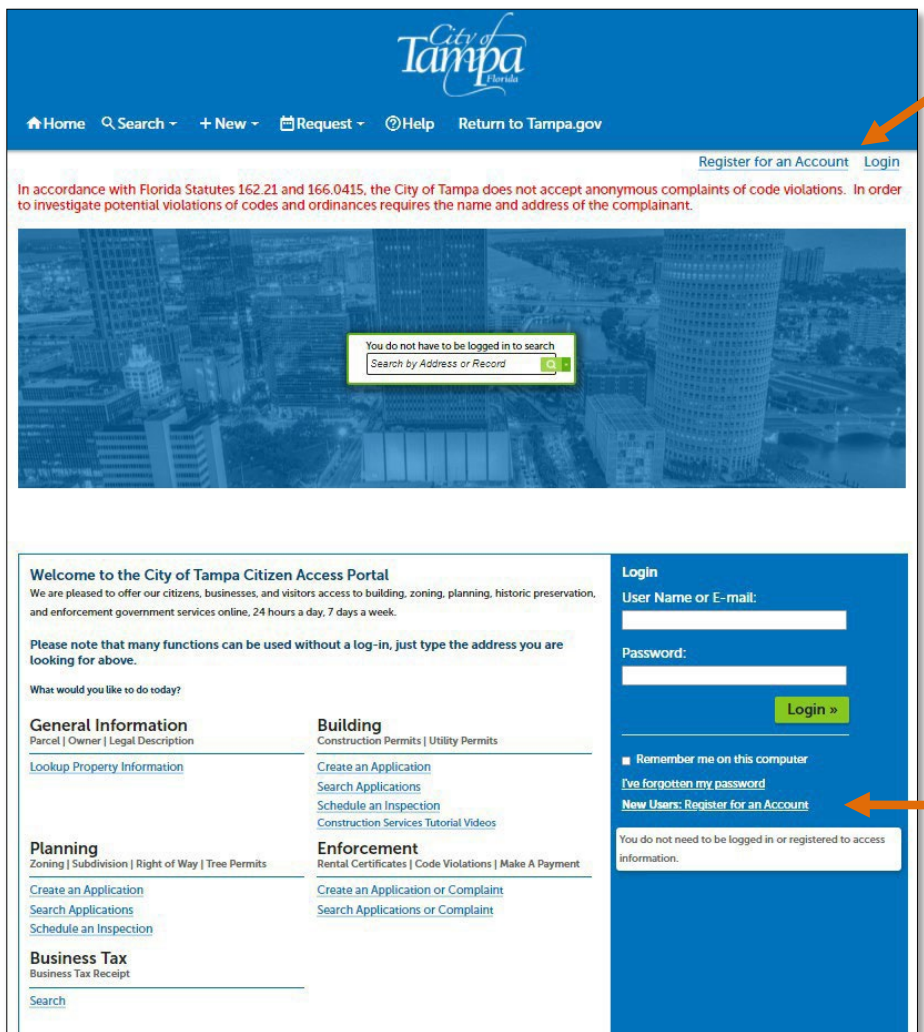 City of
Tampa
Florida
Home Search New Request Help Return to Tampa.gov
Register for an Account Login
In accordance with Florida Statutes 162.21 and 166.0415, the City of Tampa does not accept anonymous complaints of code violations. In order
to investigate potential violations of codes and ordinances requires the name and address of the complainant.
You do not have to be logged in to search
Search by Address or Record
Welcome to the City of Tampa Citizen Access Portal
We are pleased to offer our citizens, businesses, and visitors access to building, zoning, planning, historic preservation,
and enforcement government services online, 24 hours a day, 7 days a week.
Please note that many functions can be used without a log-in, just type the address you are
looking for above.
What would you like to do today?
General Information
Parcel | Owner | Legal Description
Lookup Property Information
Building
Construction Permits | Utility Permits
Create an Application
Search Applications
Schedule an Inspection
Construction Services Tutorial Videos
Planning
Zoning | Subdivision | Right of Way | Tree Permits
Create an Application
Search Applications
Schedule an Inspection
Enforcement
Rental Certificates | Code Violations | Make A Payment
Create an Application or Complaint
Search Applications or Complaint
Business Tax
Business Tax Receipt
Search
Login
User Name or E-mail:
Password:
Login »
Remember me on this computer
I've forgotten my password
New Users: Register for an Account
You do not need to be logged in or registered to access
information.